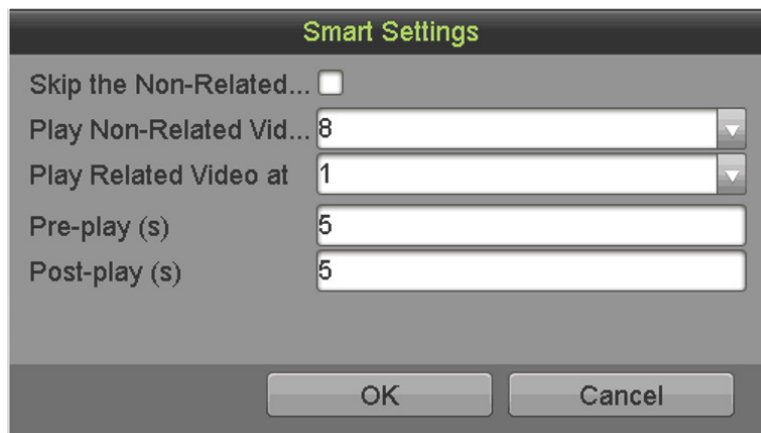 Smart Settings
Skip the Non-Related...
Play Non-Related Vid... 8
Play Related Video at 1
Pre-play (s) 5
Post-play (s) 5
OK Cancel